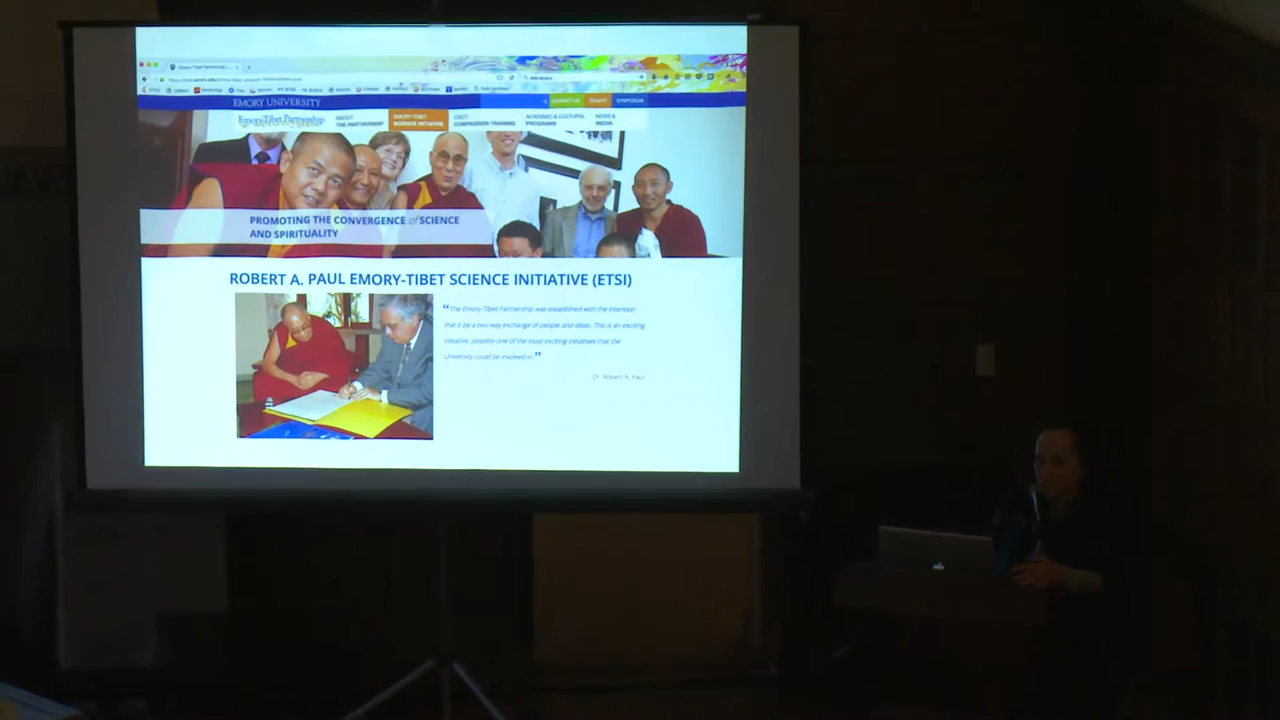 EMORY UNIVERSITY
CONTACT US
DONATE
SYMPOSIUM
Emory-Tibet Partnership
ABOUT
THE PARTNERSHIP
EMORY-TIBET
SCIENCE INITIATIVE
CBCT
COMPASSION TRAINING
ACADEMIC & CULTURAL
PROGRAMS
NEWS &
MEDIA
PROMOTING THE CONVERGENCE of SCIENCE
AND SPIRITUALITY
ROBERT A. PAUL EMORY-TIBET SCIENCE INITIATIVE (ETSI)
“The Emory-Tibet Partnership was established with the intention
that it be a two-way exchange of people and ideas. This is an exciting
initiative, possibly one of the most exciting initiatives that the
University could be involved in.”
Dr. Robert A. Paul